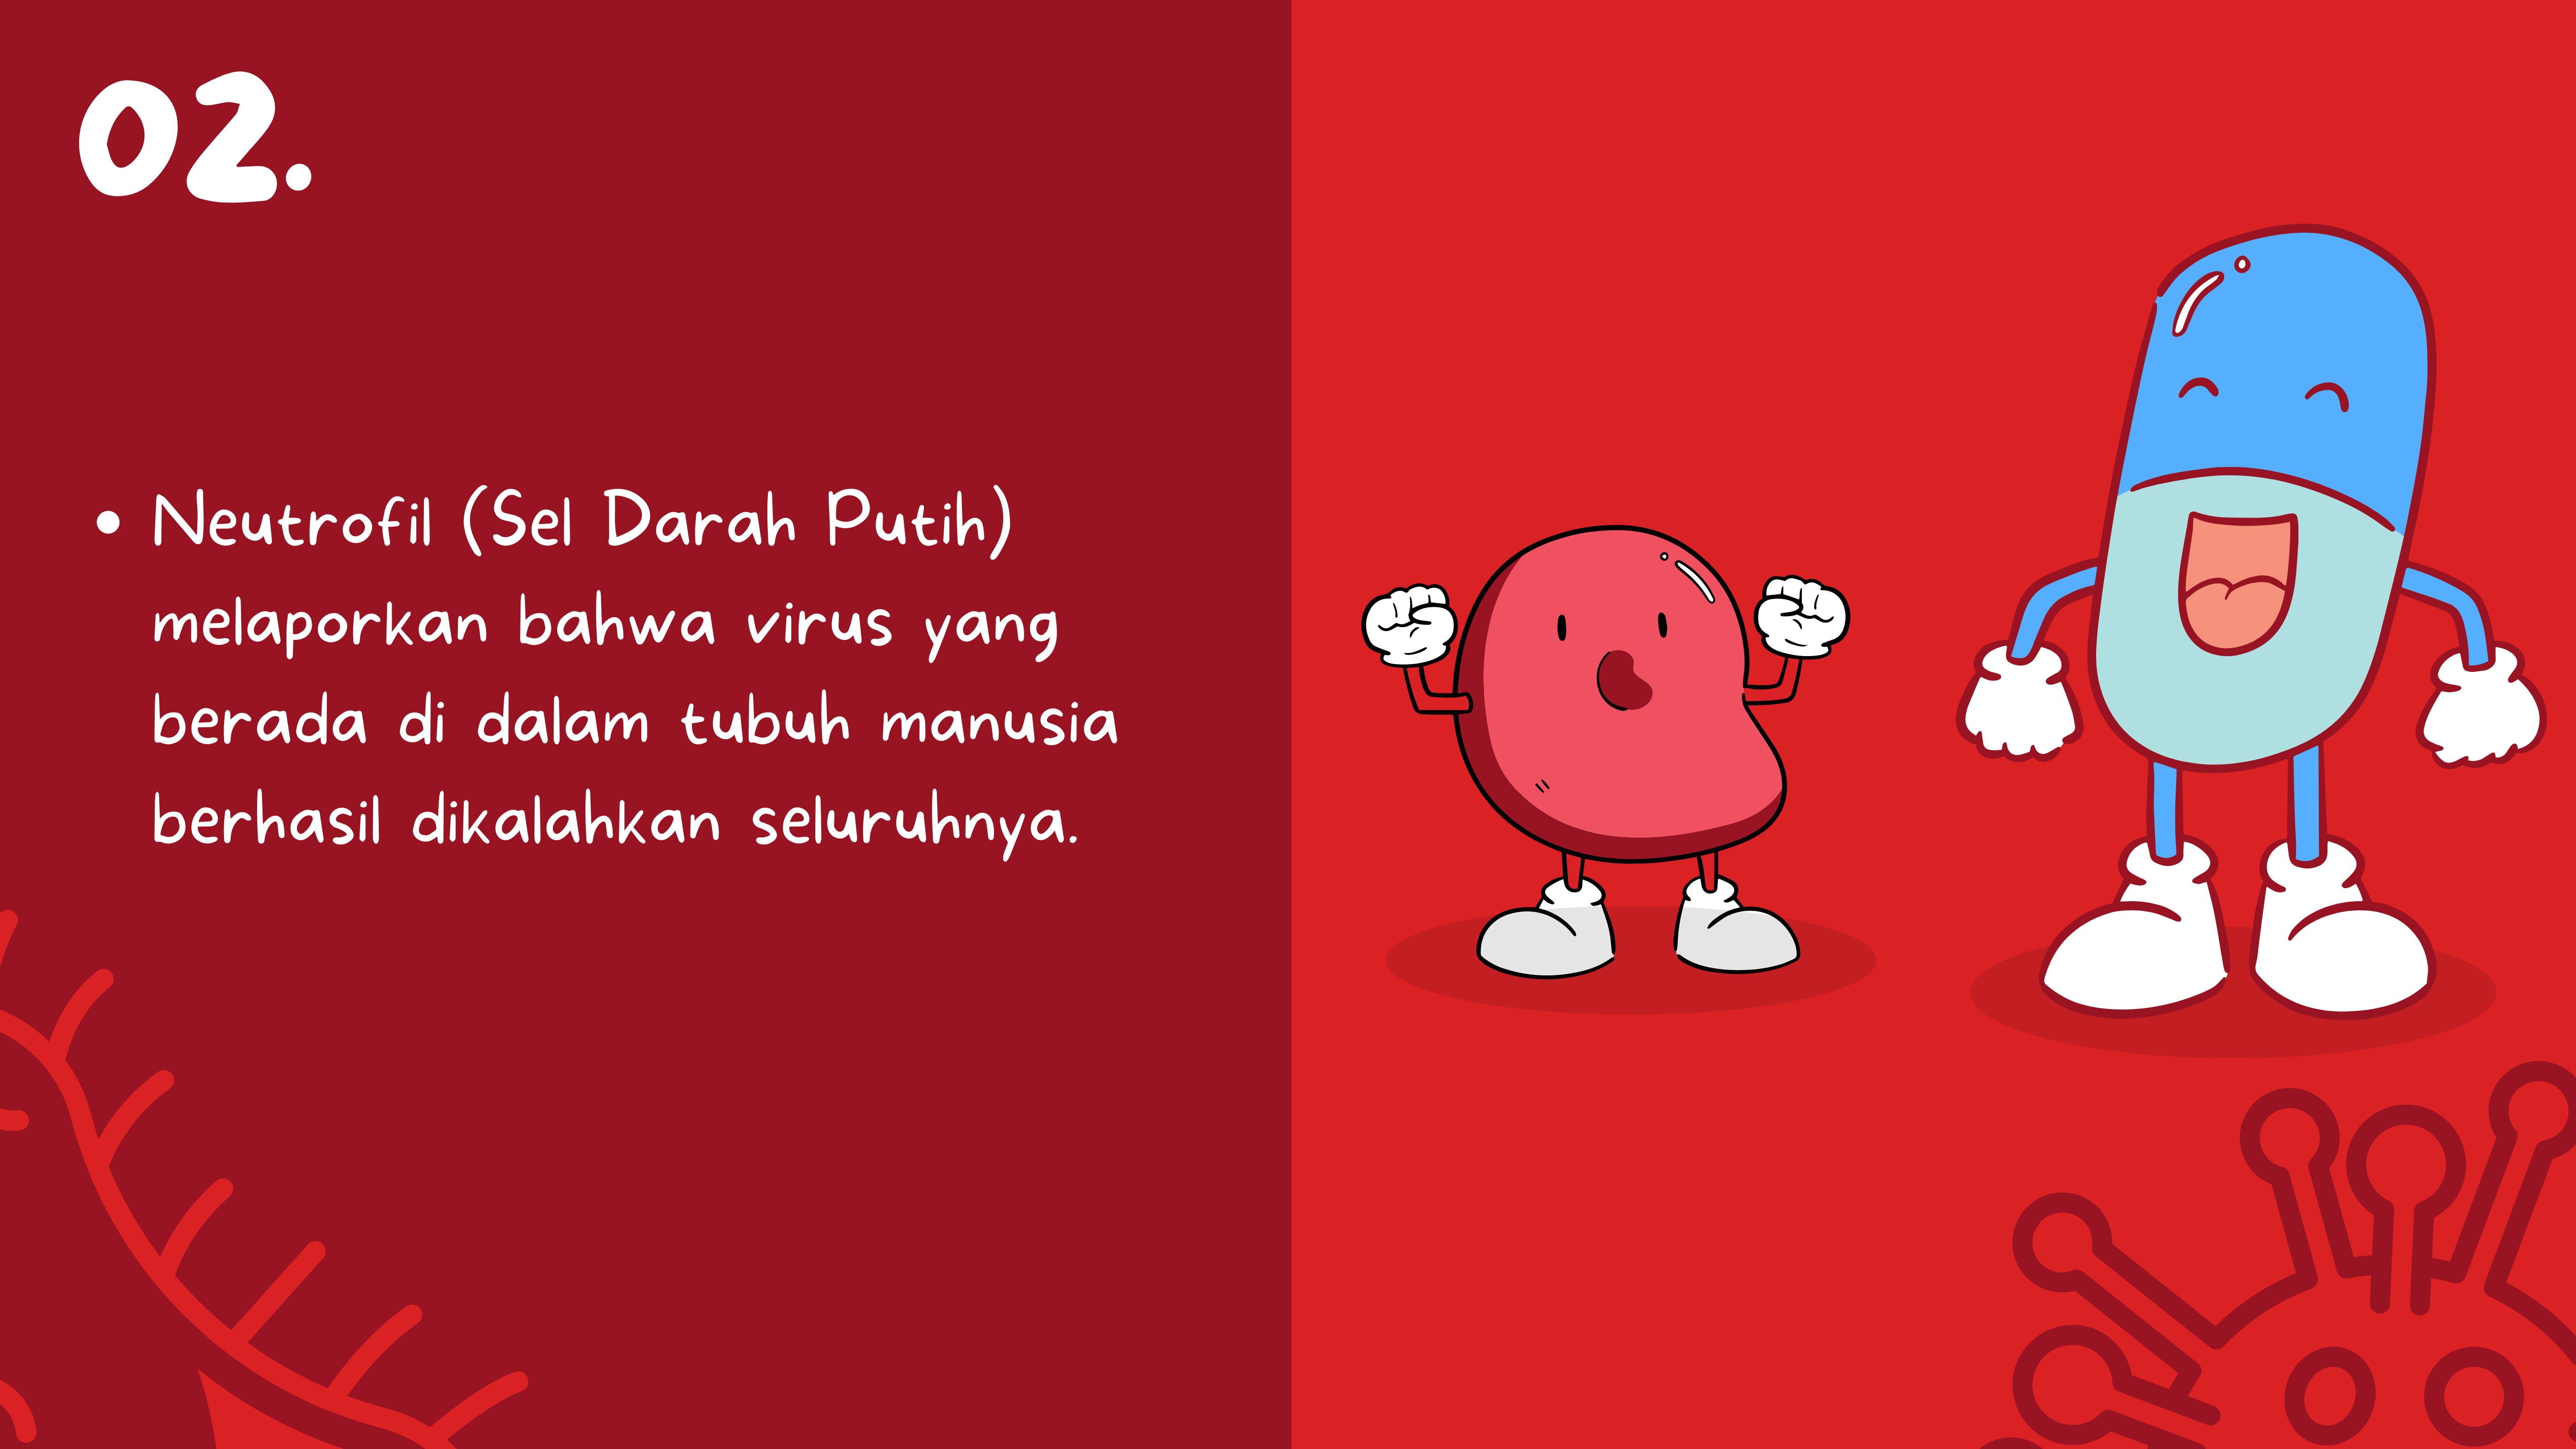 02.
• Neutrofil (Sel Darah Putih)
melaporkan bahwa virus yang
berada di dalam tubuh manusia
berhasil dikalahkan seluruhnya.